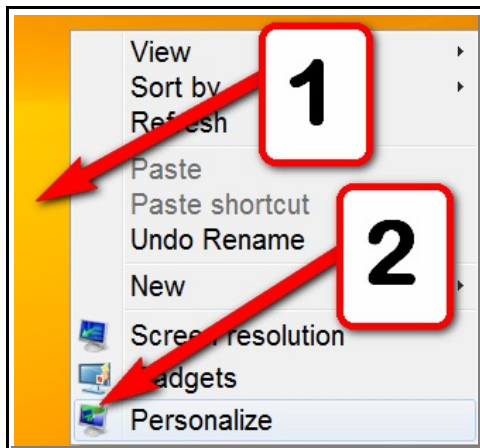 View
Sort by
Refresh
Paste
Paste shortcut
Undo Rename
New
Screen resolution
Gadgets
Personalize
1
2